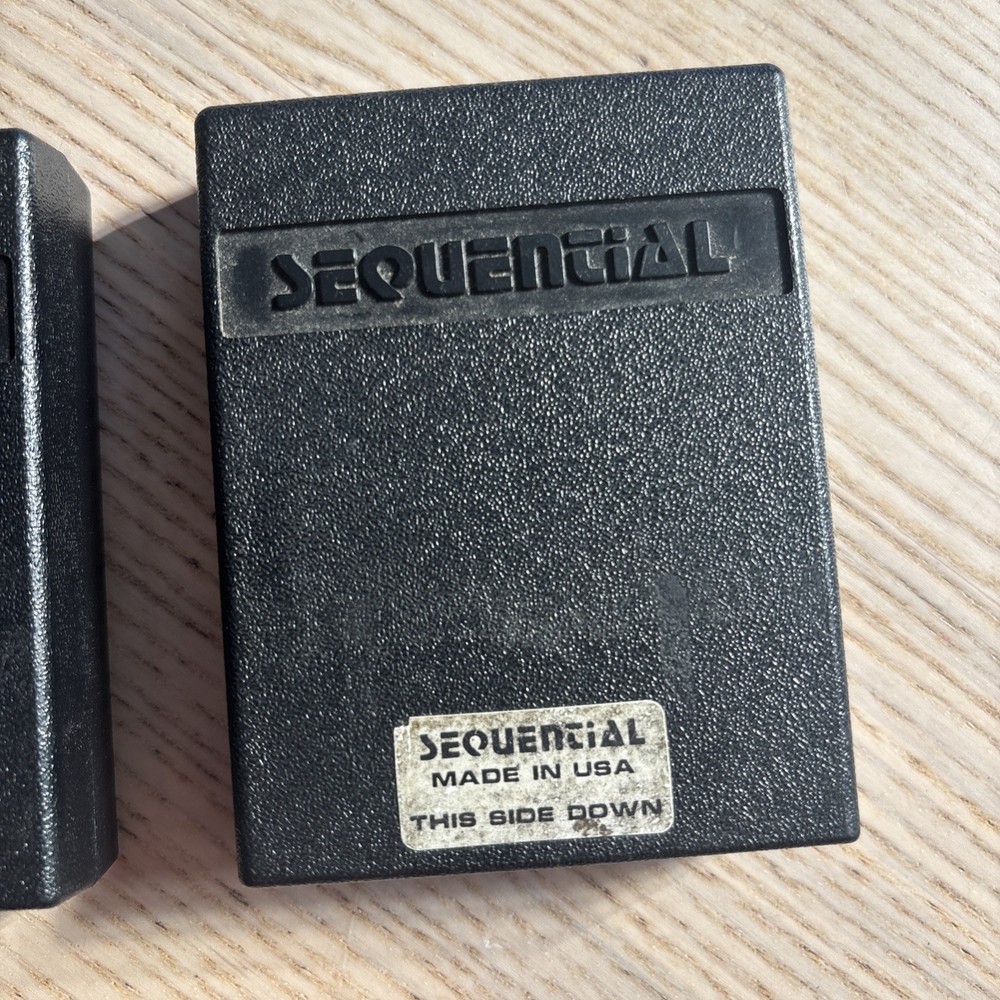 SEQUENTiAL
SEQUENTiAL
MADE IN USA
THIS SIDE DOWN